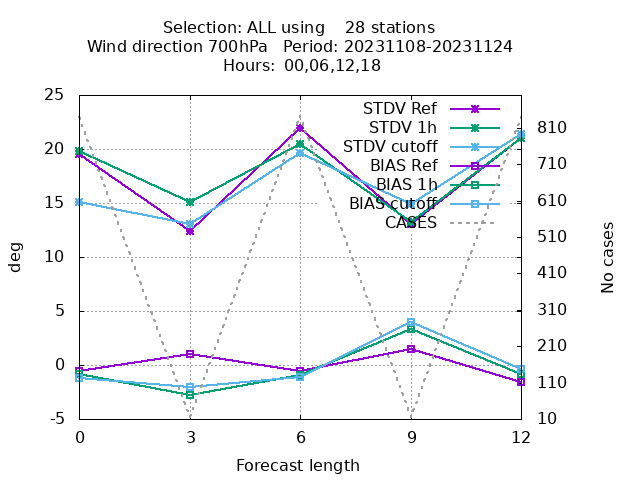 Selection: ALL using 28 stations
Wind direction 700hPa Period: 20231108-20231124
Hours: 00,06,12,18
STDV Ref
STDV 1h
STDV cutoff
BIAS Ref
BIAS 1h
BIAS cutoff
CASES
25
20
15
10
5
0
-5
deg
810
710
610
510
410
310
210
110
10
No cases
0 3 6 9 12
Forecast length